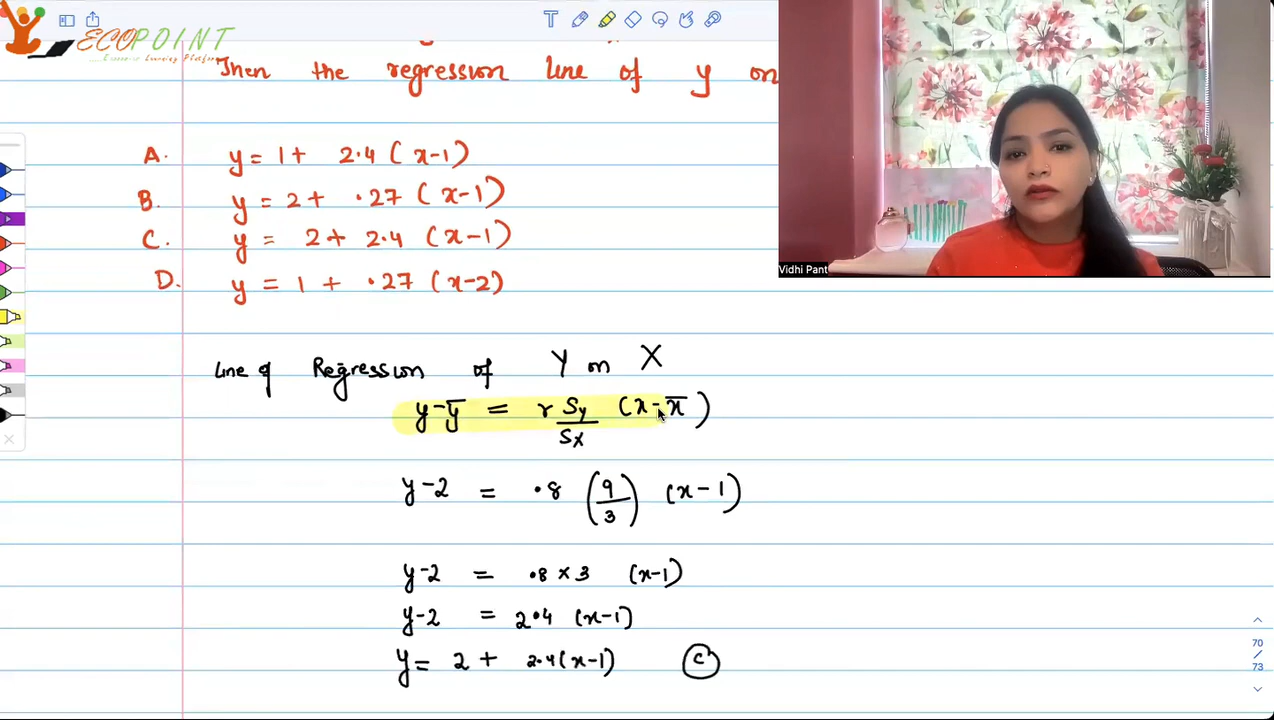 ECOPOINT
Then the regression line of y on
A. y = 1 + 2.4 (x-1)
B. y = 2 + .27 (x-1)
C. y = 2 + 2.4 (x-1)
D. y = 1 + .27 (x-2)
Vidhi Pant
Line of Regression of Y on X
y-ȳ = r Sy/Sx (x-x̄)
y-2 = .8 (9/3) (x-1)
y-2 = .8 × 3 (x-1)
y-2 = 2.4 (x-1)
y = 2 + 2.4(x-1) C
70
/
73